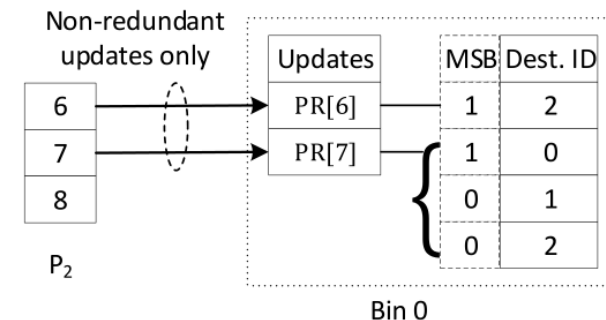 Non-redundant
updates only
Updates MSB Dest. ID
6 PR[6] 1 2
7 PR[7] 1 0
8 0 1
0 2
P2
Bin 0